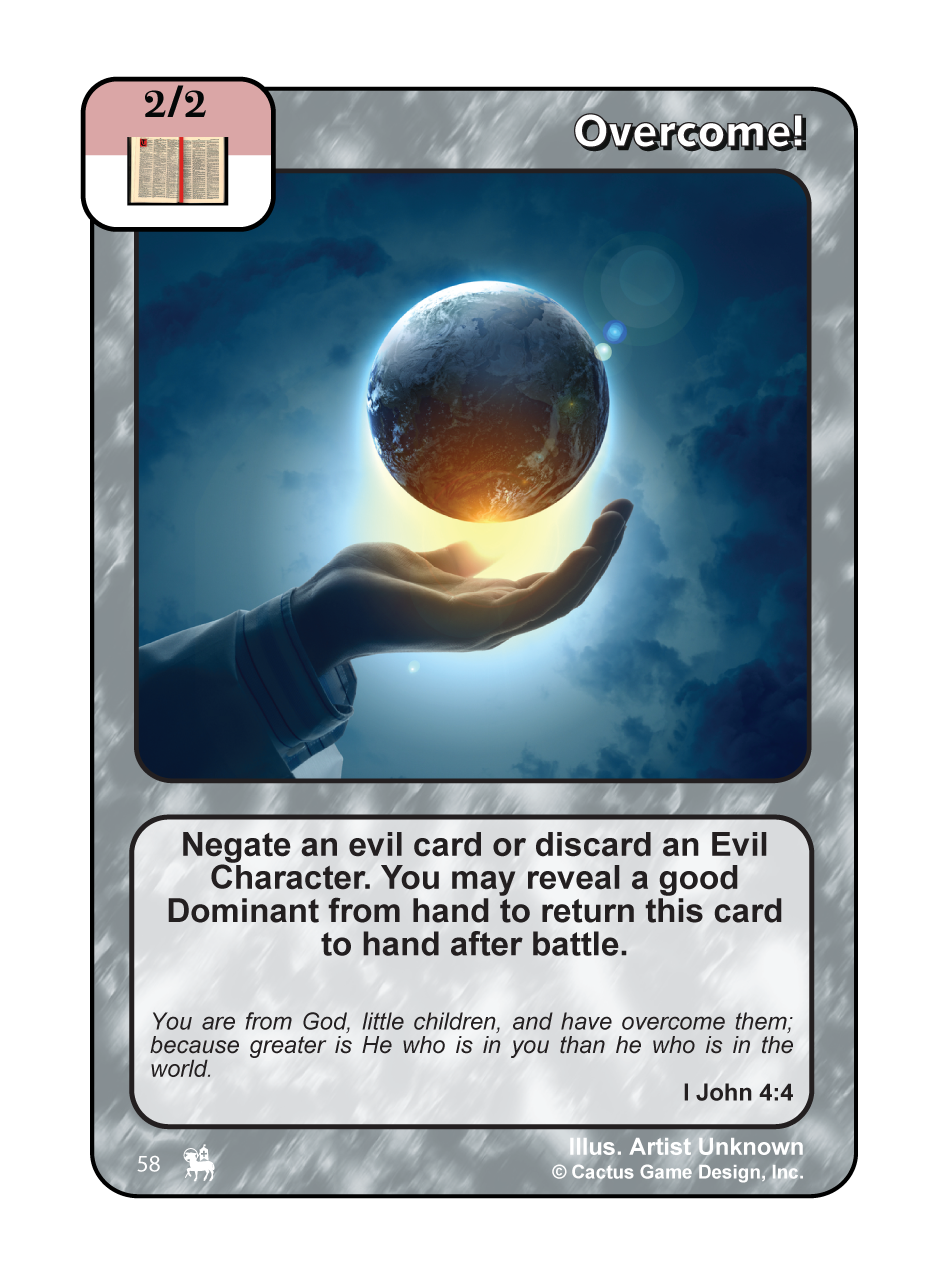 2/2
Overcome!
Negate an evil card or discard an Evil
Character. You may reveal a good
Dominant from hand to return this card
to hand after battle.
You are from God, little children, and have overcome them;
because greater is He who is in you than he who is in the
world.
I John 4:4
Illus. Artist Unknown
58
© Cactus Game Design, Inc.